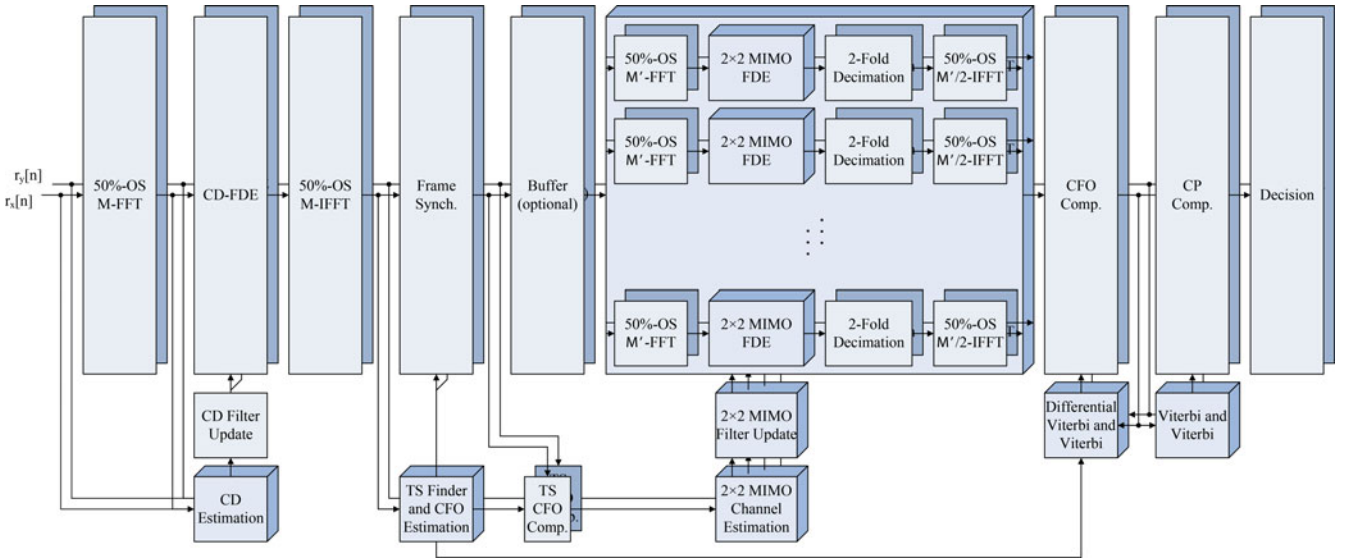 r_y[n]
r_x[n]
50%-OS
M-FFT
CD-FDE
50%-OS
M-IFFT
Frame
Synch.
Buffer
(optional)
50%-OS
M′-FFT
2×2 MIMO
FDE
2-Fold
Decimation
50%-OS
M′/2-IFFT
50%-OS
M′-FFT
2×2 MIMO
FDE
2-Fold
Decimation
50%-OS
M′/2-IFFT
50%-OS
M′-FFT
2×2 MIMO
FDE
2-Fold
Decimation
50%-OS
M′/2-IFFT
CFO
Comp.
CP
Comp.
Decision
CD Filter
Update
2×2 MIMO
Filter Update
Differential
Viterbi and
Viterbi
Viterbi and
Viterbi
CD
Estimation
TS Finder
and CFO
Estimation
TS
CFO
Comp.
2×2 MIMO
Channel
Estimation